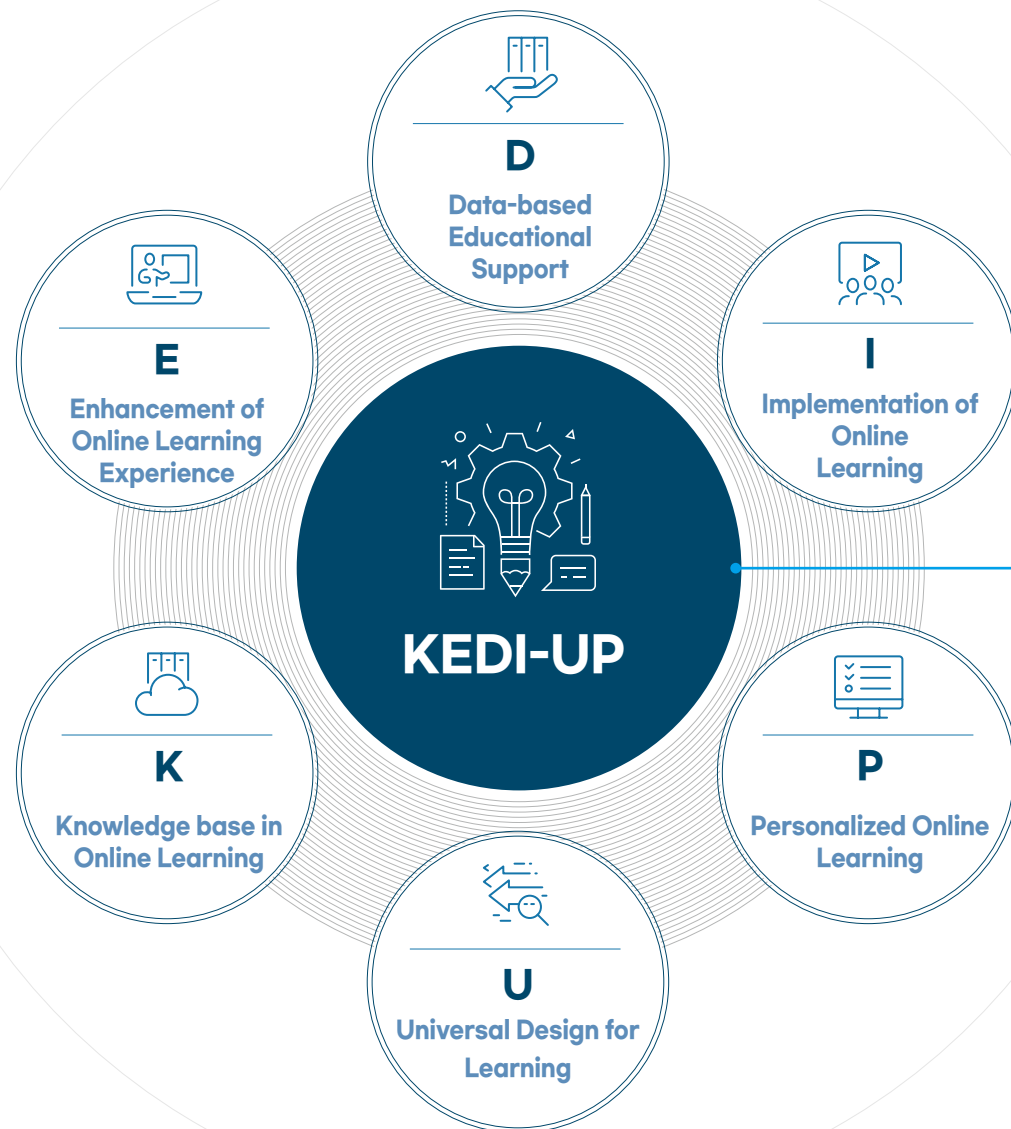 D
Data-based
Educational
Support
E
Enhancement of
Online Learning
Experience
I
Implementation of
Online
Learning
KEDI-UP
K
Knowledge base in
Online Learning
P
Personalized Online
Learning
U
Universal Design for
Learning